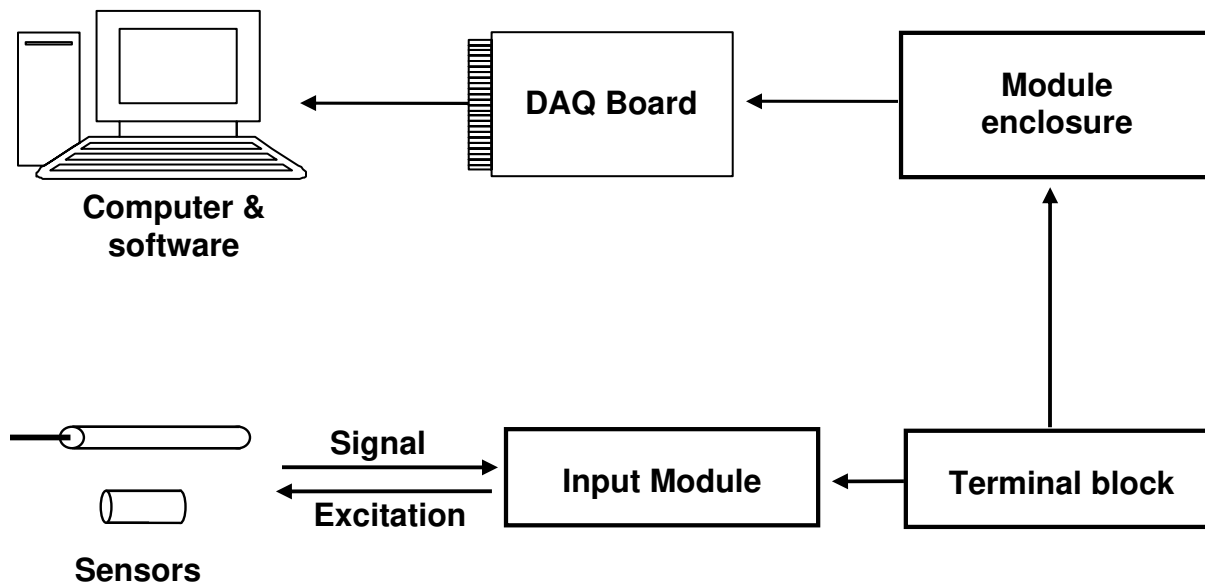 DAQ Board
Module
enclosure
Computer &
software
Signal
Input Module
Terminal block
Excitation
Sensors